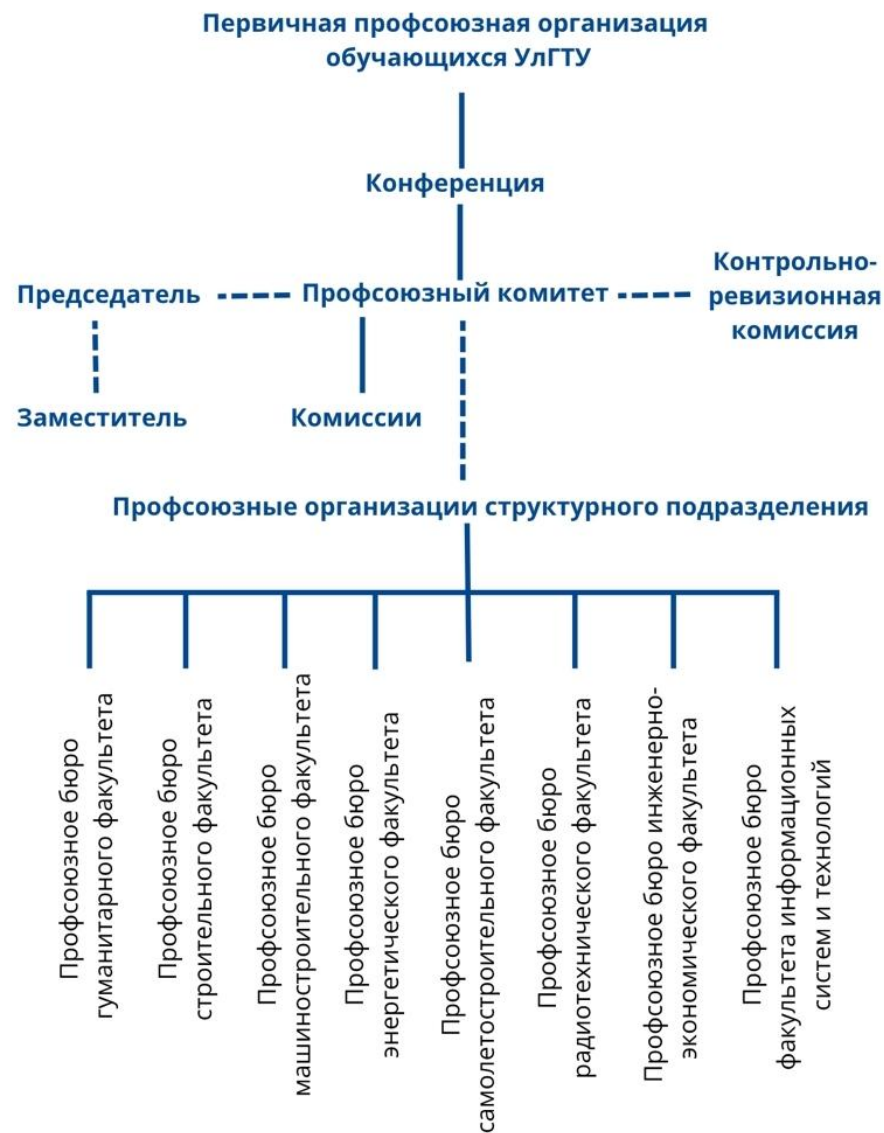 Первичная профсоюзная организация
обучающихся УлГТУ
Конференция
Председатель
Профсоюзный комитет
Контрольно-
ревизионная
комиссия
Заместитель
Комиссии
Профсоюзные организации структурного подразделения
Профсоюзное бюро
гуманитарного факультета
Профсоюзное бюро
строительного факультета
Профсоюзное бюро
машиностроительного факультета
Профсоюзное бюро
энергетического факультета
Профсоюзное бюро
самолетостроительного факультета
Профсоюзное бюро
радиотехнического факультета
Профсоюзное бюро инженерно-
экономического факультета
Профсоюзное бюро
факультета информационных
систем и технологий